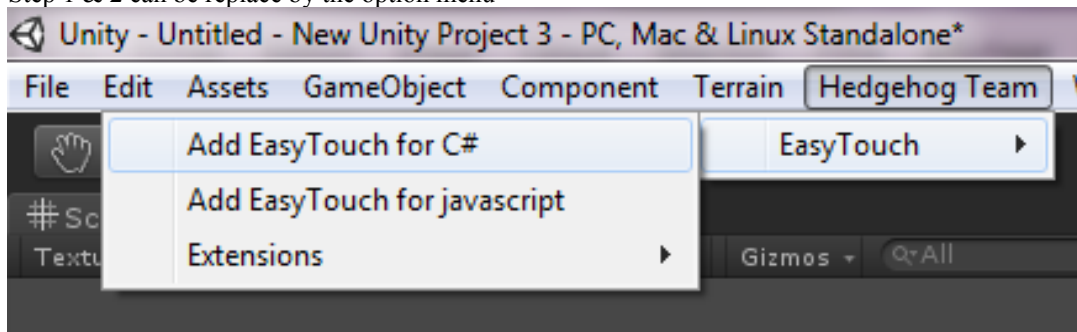 Step 1 & 2 can be replace by the option menu
Unity - Untitled - New Unity Project 3 - PC, Mac & Linux Standalone*
File Edit Assets GameObject Component Terrain Hedgehog Team
Add EasyTouch for C# EasyTouch
Add EasyTouch for javascript
# Sc
Textu Extensions Gizmos All